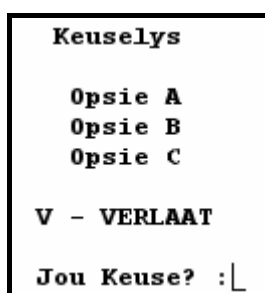 Keuselys
Opsie A
Opsie B
Opsie C
V - VERLAAT
Jou Keuse? :